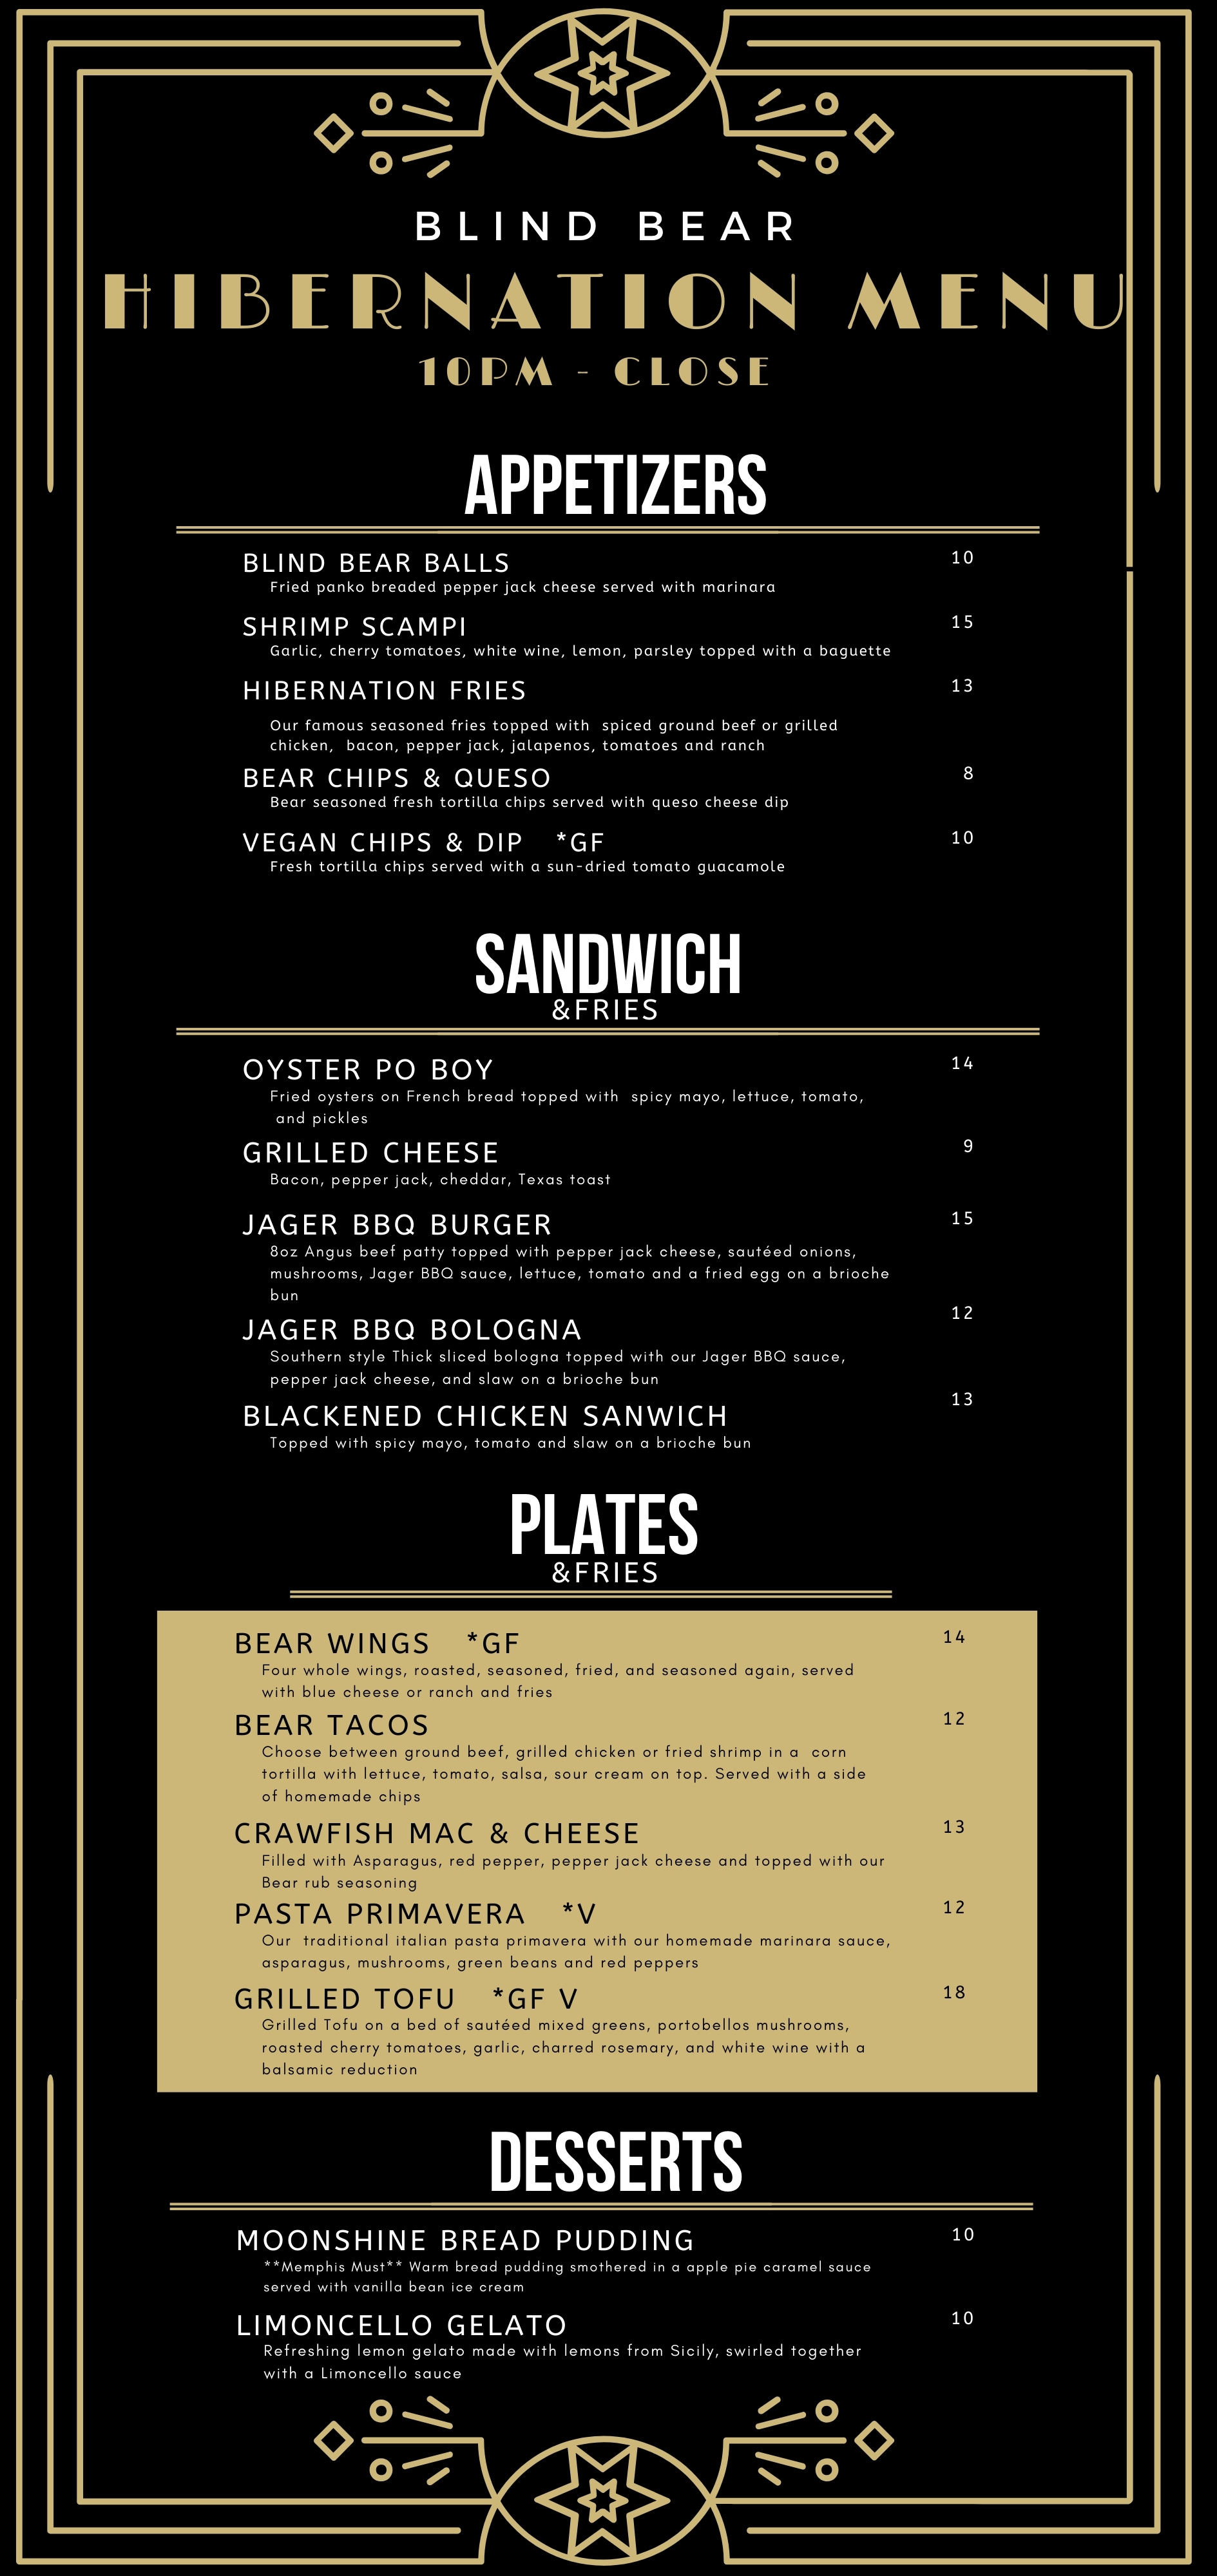 BLIND BEAR
HIBERNATION MENU
10PM - CLOSE
APPETIZERS
BLIND BEAR BALLS 10
Fried panko breaded pepper jack cheese served with marinara
SHRIMP SCAMPI 15
Garlic, cherry tomatoes, white wine, lemon, parsley topped with a baguette
HIBERNATION FRIES 13
Our famous seasoned fries topped with spiced ground beef or grilled
chicken, bacon, pepper jack, jalapenos, tomatoes and ranch
BEAR CHIPS & QUESO 8
Bear seasoned fresh tortilla chips served with queso cheese dip
VEGAN CHIPS & DIP *GF 10
Fresh tortilla chips served with a sun-dried tomato guacamole
SANDWICH
&FRIES
OYSTER PO BOY 14
Fried oysters on French bread topped with spicy mayo, lettuce, tomato,
and pickles
GRILLED CHEESE 9
Bacon, pepper jack, cheddar, Texas toast
JAGER BBQ BURGER 15
8oz Angus beef patty topped with pepper jack cheese, sautéed onions,
mushrooms, Jager BBQ sauce, lettuce, tomato and a fried egg on a brioche
bun
JAGER BBQ BOLOGNA 12
Southern style Thick sliced bologna topped with our Jager BBQ sauce,
pepper jack cheese, and slaw on a brioche bun
BLACKENED CHICKEN SANWICH 13
Topped with spicy mayo, tomato and slaw on a brioche bun
PLATES
&FRIES
BEAR WINGS *GF 14
Four whole wings, roasted, seasoned, fried, and seasoned again, served
with blue cheese or ranch and fries
BEAR TACOS 12
Choose between ground beef, grilled chicken or fried shrimp in a corn
tortilla with lettuce, tomato, salsa, sour cream on top. Served with a side
of homemade chips
CRAWFISH MAC & CHEESE 13
Filled with Asparagus, red pepper, pepper jack cheese and topped with our
Bear rub seasoning
PASTA PRIMAVERA *V 12
Our traditional italian pasta primavera with our homemade marinara sauce,
asparagus, mushrooms, green beans and red peppers
GRILLED TOFU *GF V 18
Grilled Tofu on a bed of sautéed mixed greens, portobellos mushrooms,
roasted cherry tomatoes, garlic, charred rosemary, and white wine with a
balsamic reduction
DESSERTS
MOONSHINE BREAD PUDDING 10
**Memphis Must** Warm bread pudding smothered in a apple pie caramel sauce
served with vanilla bean ice cream
LIMONCELLO GELATO 10
Refreshing lemon gelato made with lemons from Sicily, swirled together
with a Limoncello sauce